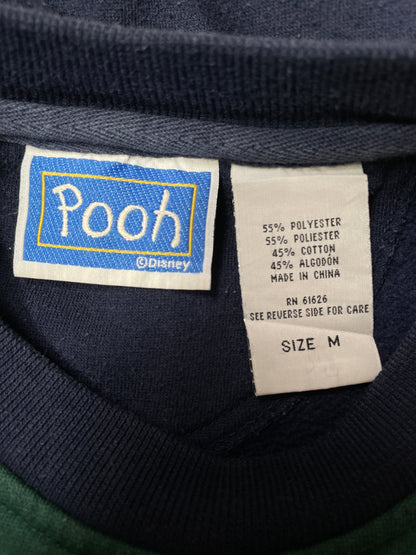 Pooh
©Disney
55% POLYESTER
55% POLIESTER
45% COTTON
45% ALGODÓN
MADE IN CHINA
RN 61626
SEE REVERSE SIDE FOR CARE
SIZE M